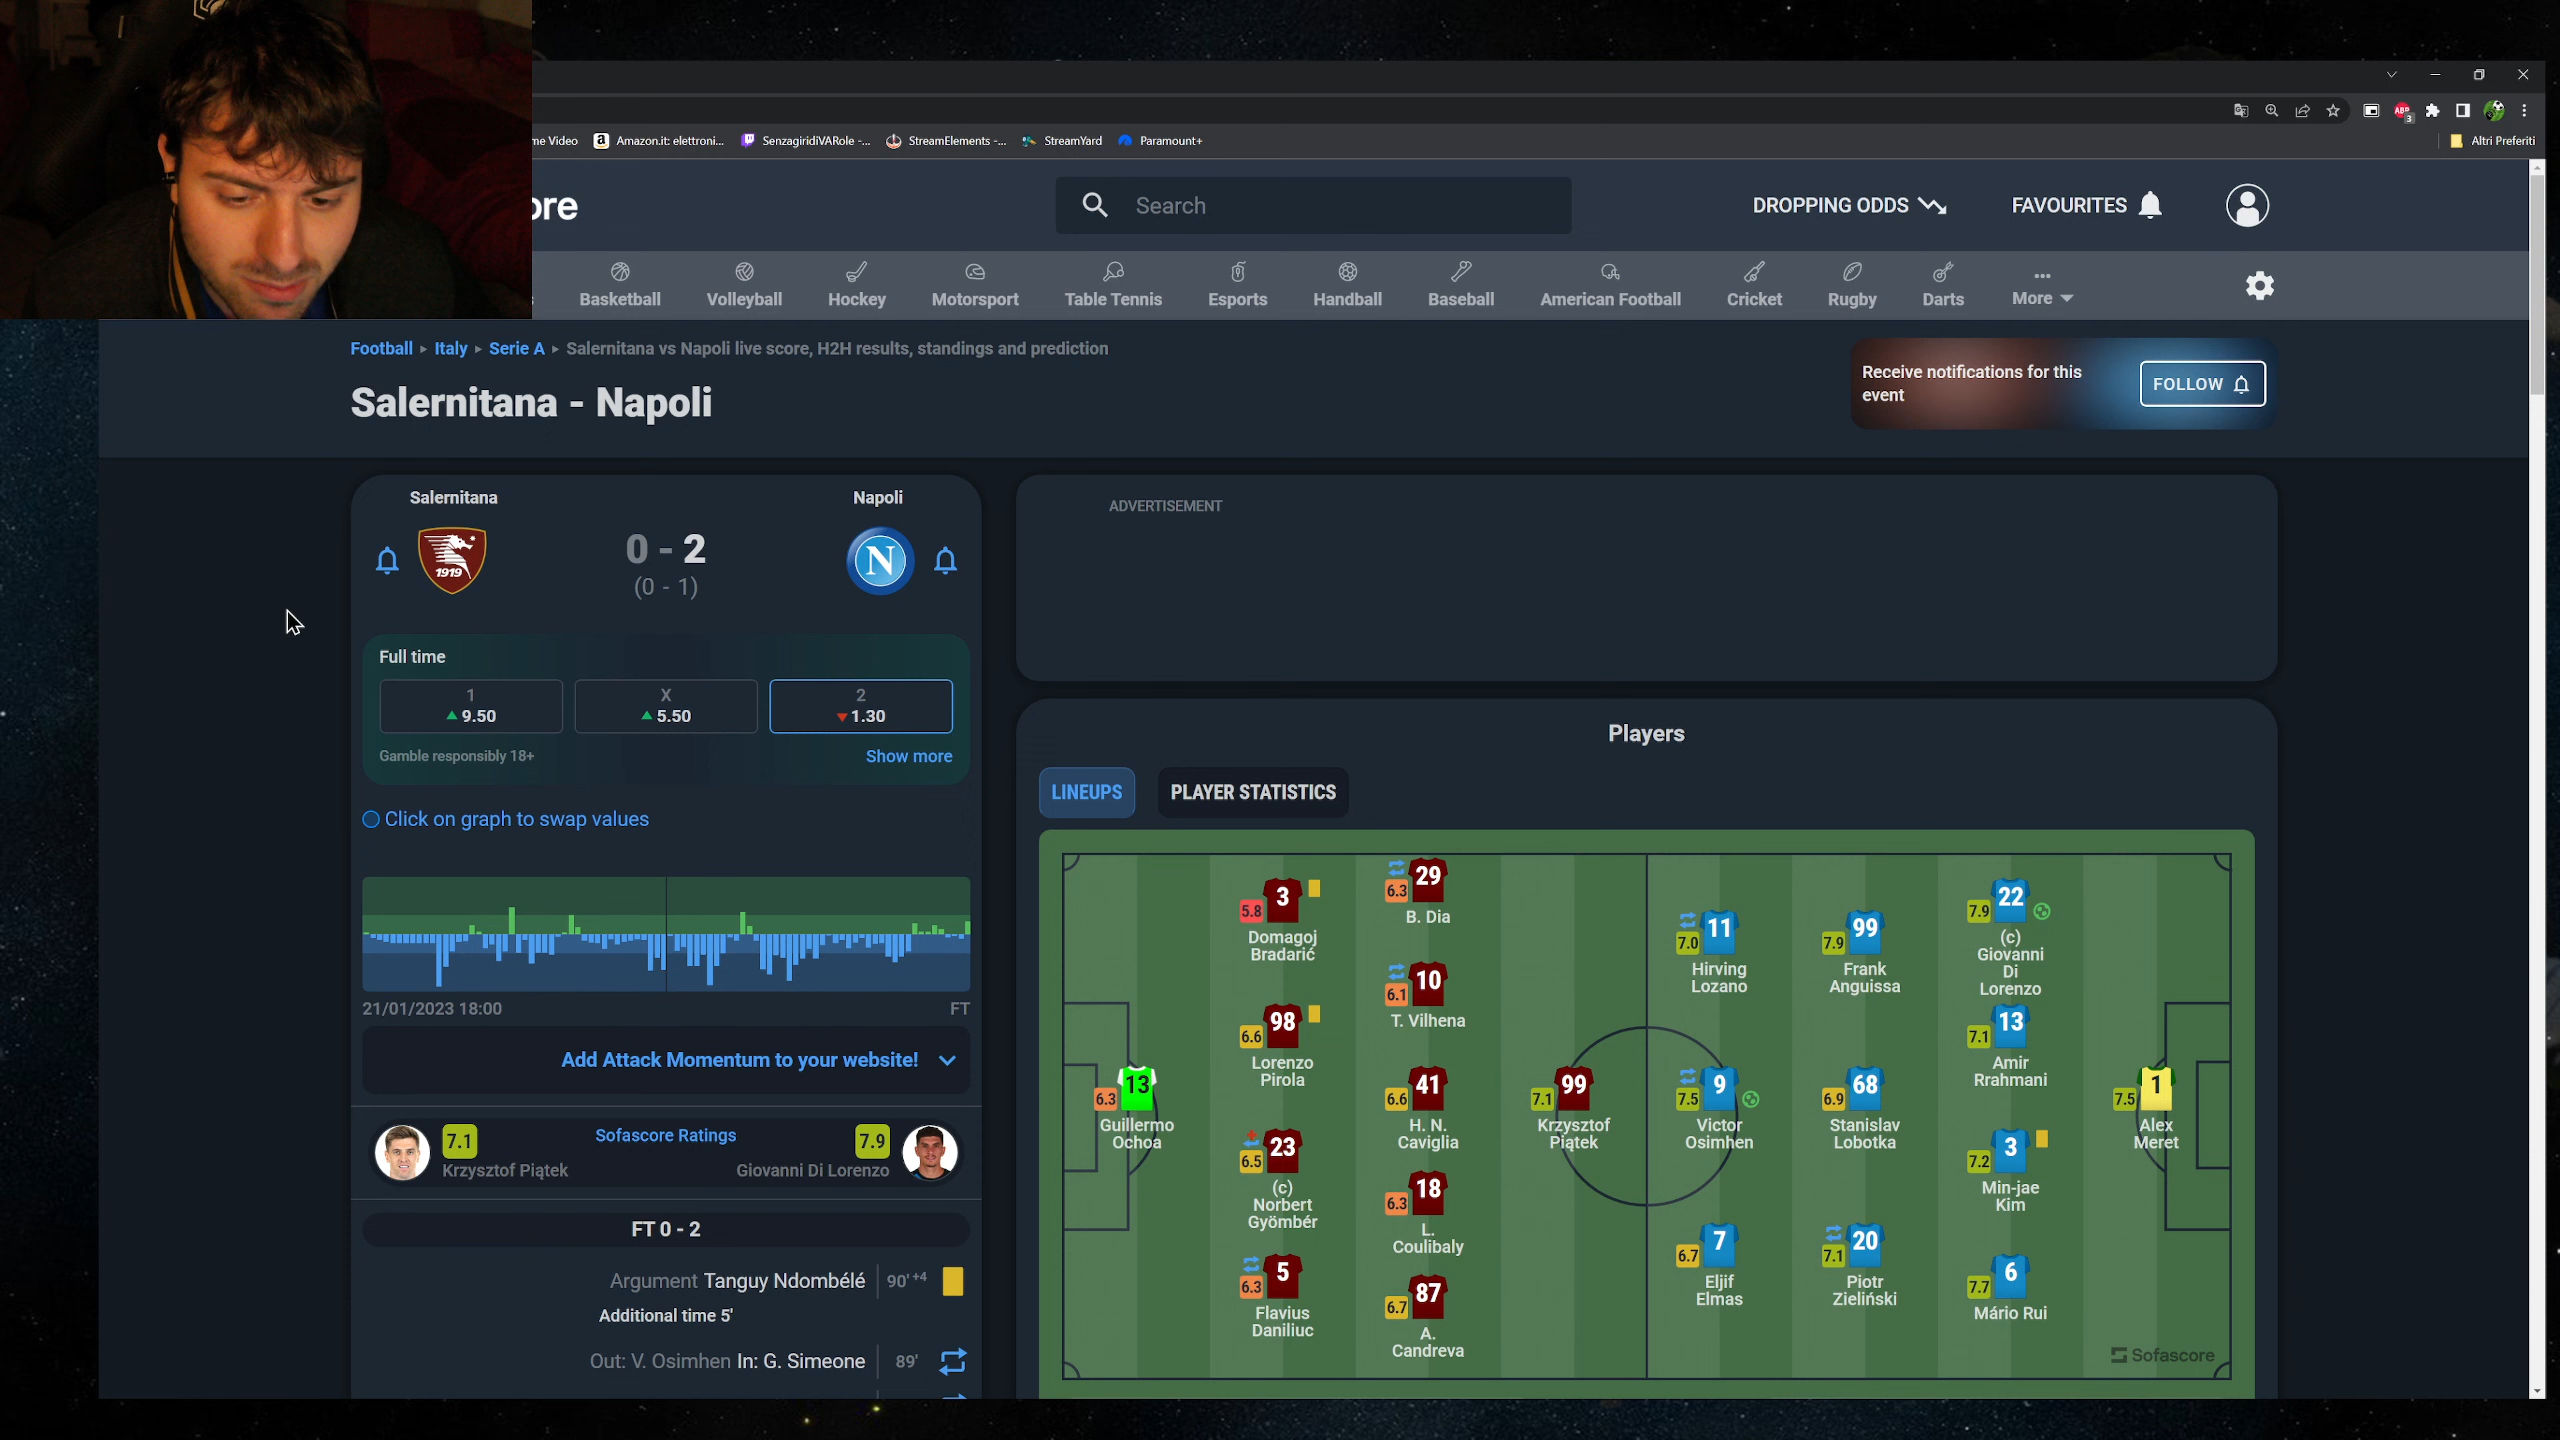 me Video
Amazon.it: elettroni...
SenzagiridiVARole -...
StreamElements -...
StreamYard
Paramount+
ABP
3
Altri Preferiti
ore
Search
DROPPING ODDS
FAVOURITES
Basketball
Volleyball
Hockey
Motorsport
Table Tennis
Esports
Handball
Baseball
American Football
Cricket
Rugby
Darts
More
Football ▸ Italy ▸ Serie A ▸ Salernitana vs Napoli live score, H2H results, standings and prediction
Salernitana - Napoli
Receive notifications for this
event
FOLLOW
Salernitana
Napoli
1919
0 - 2
N
(0 - 1)
Full time
1
9.50
X
5.50
2
1.30
Gamble responsibly 18+
Show more
Click on graph to swap values
21/01/2023 18:00
FT
Add Attack Momentum to your website!
7.1
Krzysztof Piątek
Sofascore Ratings
7.9
Giovanni Di Lorenzo
FT 0 - 2
Argument Tanguy Ndombélé
90' +4
Additional time 5'
Out: V. Osimhen In: G. Simeone
89'
ADVERTISEMENT
Players
LINEUPS
PLAYER STATISTICS
13
6.3
Guillermo
Ochoa
3
5.8
Domagoj
Bradarić
98
6.6
Lorenzo
Pirola
23
6.5
(c)
Norbert
Gyömbér
5
6.3
Flavius
Daniliuc
29
6.3
B. Dia
10
6.1
T. Vilhena
41
6.6
H. N.
Caviglia
18
6.3
L.
Coulibaly
87
6.7
A.
Candreva
99
7.1
Krzysztof
Piątek
11
7.0
Hirving
Lozano
9
7.5
Victor
Osimhen
7
6.7
Eljif
Elmas
99
7.9
Frank
Anguissa
68
6.9
Stanislav
Lobotka
20
7.1
Piotr
Zieliński
22
7.9
(c)
Giovanni
Di
Lorenzo
13
7.1
Amir
Rrahmani
3
7.2
Min-jae
Kim
6
7.7
Mário Rui
1
7.5
Alex
Meret
Sofascore